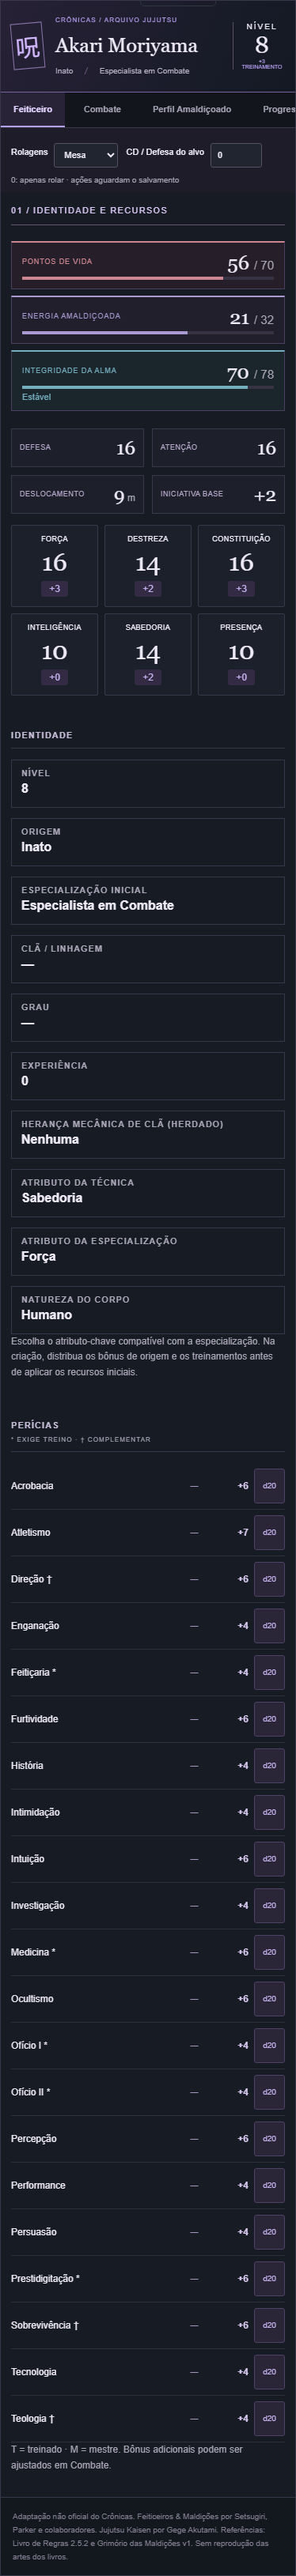 呪
CRÔNICAS / ARQUIVO JUJUTSU
Akari Moriyama
Inato / Especialista em Combate
NÍVEL
8
+3
TREINAMENTO
Feiticeiro Combate Perfil Amaldiçoado Progres
Rolagens Mesa CD / Defesa do alvo 0
0: apenas rolar · ações aguardam o salvamento
01 / IDENTIDADE E RECURSOS
PONTOS DE VIDA 56 / 70
ENERGIA AMALDIÇOADA 21 / 32
INTEGRIDADE DA ALMA 70 / 78
Estável
DEFESA 16 ATENÇÃO 16
DESLOCAMENTO 9 m INICIATIVA BASE +2
FORÇA DESTREZA CONSTITUIÇÃO
16 14 16
+3 +2 +3
INTELIGÊNCIA SABEDORIA PRESENÇA
10 14 10
+0 +2 +0
IDENTIDADE
NÍVEL
8
ORIGEM
Inato
ESPECIALIZAÇÃO INICIAL
Especialista em Combate
CLÃ / LINHAGEM
—
GRAU
—
EXPERIÊNCIA
0
HERANÇA MECÂNICA DE CLÃ (HERDADO)
Nenhuma
ATRIBUTO DA TÉCNICA
Sabedoria
ATRIBUTO DA ESPECIALIZAÇÃO
Força
NATUREZA DO CORPO
Humano
Escolha o atributo-chave compatível com a especialização. Na
criação, distribua os bônus de origem e os treinamentos antes
de aplicar os recursos iniciais.
PERÍCIAS
* EXIGE TREINO · † COMPLEMENTAR
Acrobacia — +6 d20
Atletismo — +7 d20
Direção † — +6 d20
Enganação — +4 d20
Feitiçaria * — +4 d20
Furtividade — +6 d20
História — +4 d20
Intimidação — +4 d20
Intuição — +6 d20
Investigação — +4 d20
Medicina * — +6 d20
Ocultismo — +6 d20
Ofício I * — +4 d20
Ofício II * — +4 d20
Percepção — +6 d20
Performance — +4 d20
Persuasão — +4 d20
Prestidigitação * — +6 d20
Sobrevivência † — +6 d20
Tecnologia — +4 d20
Teologia † — +4 d20
T = treinado · M = mestre. Bônus adicionais podem ser
ajustados em Combate.
Adaptação não oficial do Crônicas. Feiticeiros & Maldições por Setsugiri,
Parker e colaboradores. Jujutsu Kaisen por Gege Akutami. Referências:
Livro de Regras 2.5.2 e Grimório das Maldições v1. Sem reprodução das
artes dos livros.